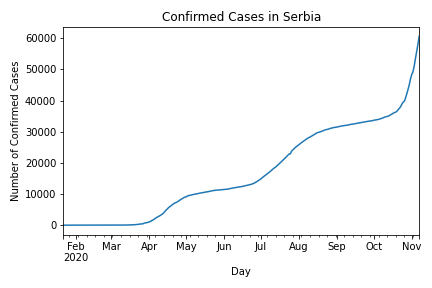 Confirmed Cases in Serbia
Number of Confirmed Cases
60000
50000
40000
30000
20000
10000
0
Feb Mar Apr May Jun Jul Aug Sep Oct Nov
2020
Day